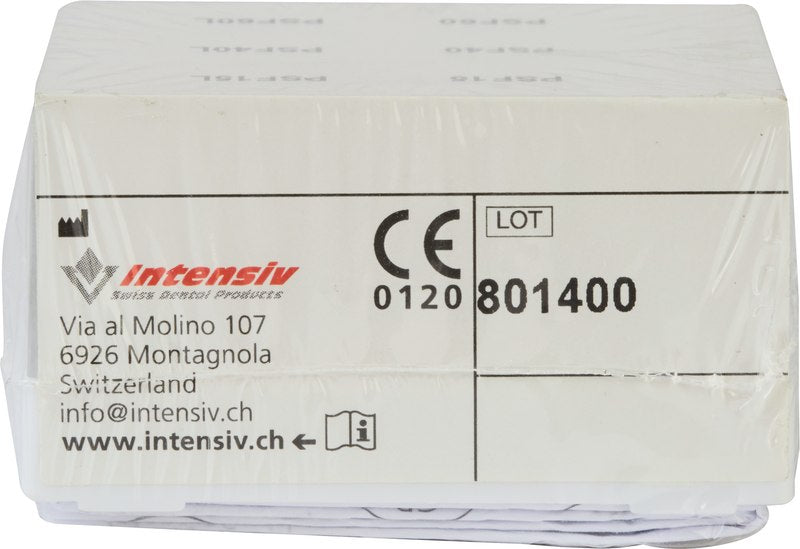 PSF60L PSF60
PSF40L PSF40
PSF15L PSF15
Intensiv
Swiss Dental Products
Via al Molino 107
6926 Montagnola
Switzerland
info@intensiv.ch
www.intensiv.ch
CE
0120
LOT
801400